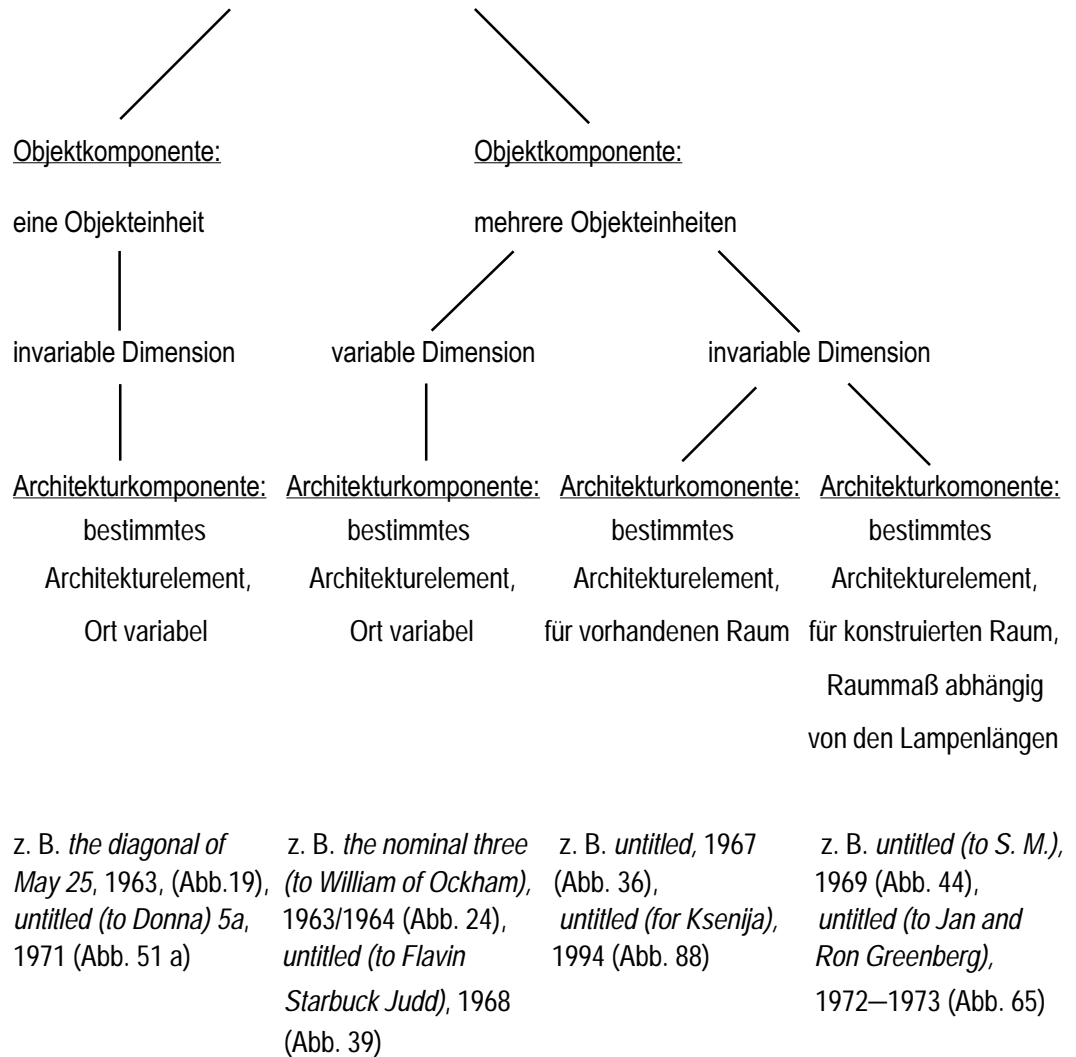 Objektkomponente:
Objektkomponente:
eine Objekteinheit
mehrere Objekteinheiten
invariable Dimension
variable Dimension
invariable Dimension
Architekturkomponente:
bestimmtes
Architekturelement,
Ort variabel
Architekturkomponente:
bestimmtes
Architekturelement,
Ort variabel
Architekturkomonente:
bestimmtes
Architekturelement,
für vorhandenen Raum
Architekturkomonente:
bestimmtes
Architekturelement,
für konstruierten Raum,
Raummaß abhängig
von den Lampenlängen
z. B. the diagonal of
May 25, 1963, (Abb.19),
untitled (to Donna) 5a,
1971 (Abb. 51 a)
z. B. the nominal three
(to William of Ockham),
1963/1964 (Abb. 24),
untitled (to Flavin
Starbuck Judd), 1968
(Abb. 39)
z. B. untitled, 1967
(Abb. 36),
untitled (for Ksenija),
1994 (Abb. 88)
z. B. untitled (to S. M.),
1969 (Abb. 44),
untitled (to Jan and
Ron Greenberg),
1972—1973 (Abb. 65)